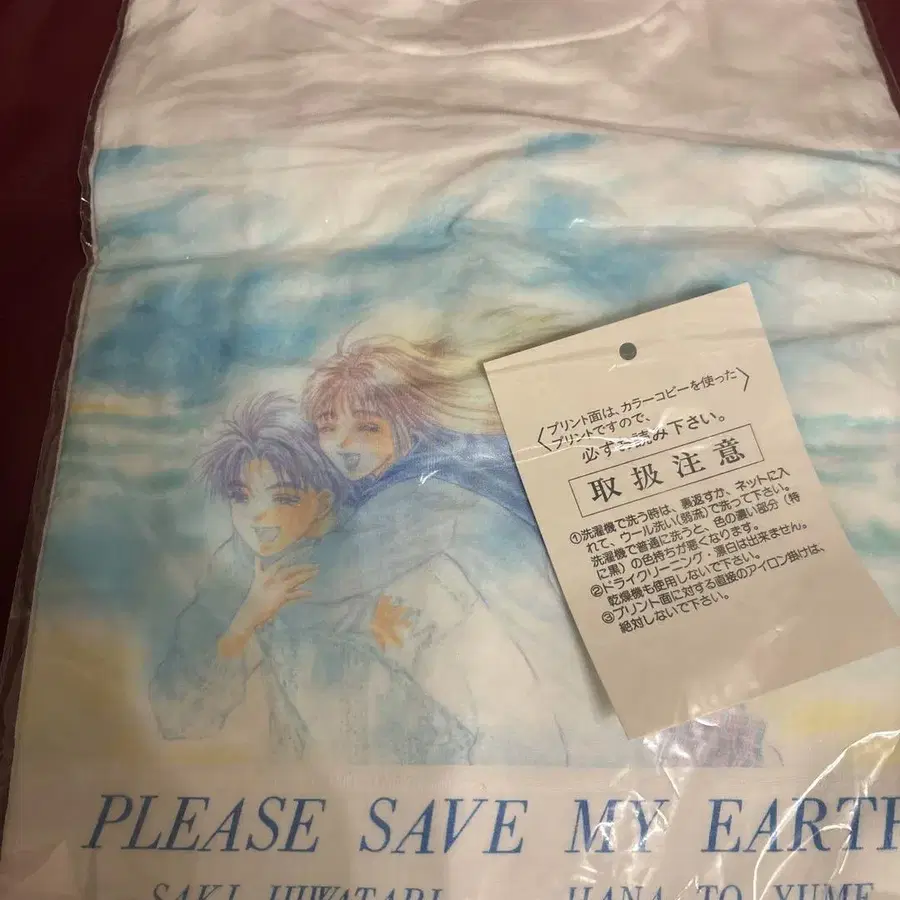 〈プリント面は、カラーコピーを使った〉
プリントですので、
必ずお読み下さい。
取扱注意
①洗濯機で洗う時は、裏返すか、ネットに入
れて、ウール洗い(弱流)で洗って下さい。
洗濯機で普通に洗うと、色の濃い部分(特
に黒)の色持ちが悪くなります。
②ドライクリーニング・漂白は出来ません。
乾燥機も使用しないで下さい。
③プリント面に対する直接のアイロン掛けは、
絶対しないで下さい。
PLEASE SAVE MY EARTH
SAKI HIWATARI HANA TO YUME